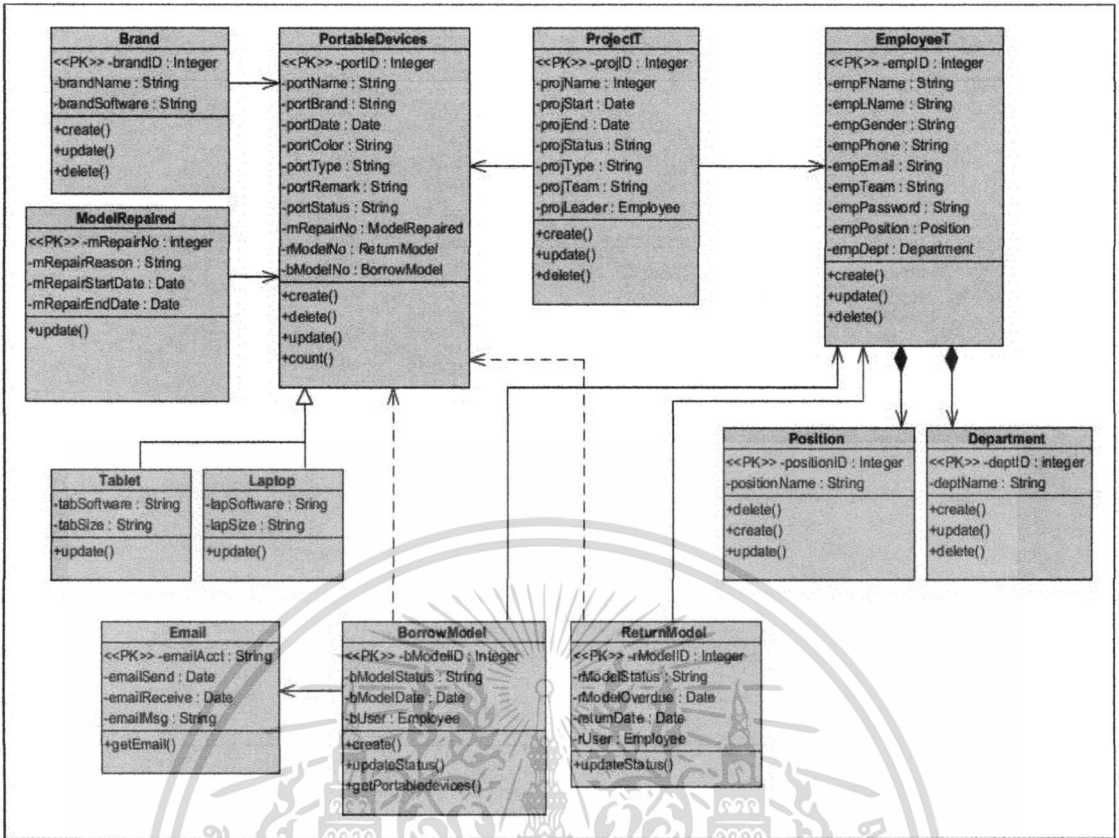 Brand
<<PK>> -brandID : Integer
-brandName : String
-brandSoftware : String
+create()
+update()
+delete()
PortableDevices
<<PK>> -portID : Integer
-portName : String
-portBrand : String
-portDate : Date
-portColor : String
-portType : String
-portRemark : String
-portStatus : String
-mRepairNo : ModelRepaired
-rModelNo : ReturnModel
-bModelNo : BorrowModel
+create()
+delete()
+update()
+count()
ProjectT
<<PK>> -projID : Integer
-projName : Integer
-projStart : Date
-projEnd : Date
-projStatus : String
-projType : String
-projTeam : String
-projLeader : Employee
+create()
+update()
+delete()
EmployeeT
<<PK>> -empID : Integer
-empFName : String
-empLName : String
-empGender : String
-empPhone : String
-empEmail : String
-empTeam : String
-empPassword : String
-empPosition : Position
-empDept : Department
+create()
+update()
+delete()
ModelRepaired
<<PK>> -mRepairNo : integer
-mRepairReason : String
-mRepairStartDate : Date
-mRepairEndDate : Date
+update()
Tablet
-tabSoftware : String
-tabSize : String
+update()
Laptop
-lapSoftware : Sring
-lapSize : String
+update()
Position
<<PK>> -positionID : Integer
-positionName : String
+delete()
+create()
+update()
Department
<<PK>> -deptID : integer
-deptName : String
+create()
+update()
+delete()
Email
<<PK>> -emailAcct : String
-emailSend : Date
-emailReceive : Date
-emailMsg : String
+getEmail()
BorrowModel
<<PK>> -bModelID : Integer
-bModelStatus : String
-bModelDate : Date
-bUser : Employee
+create()
+updateStatus()
+getPortabledevices()
ReturnModel
<<PK>> -rModelID : Integer
-rModelStatus : String
-rModelOverdue : Date
-returnDate : Date
-rUser : Employee
+updateStatus()